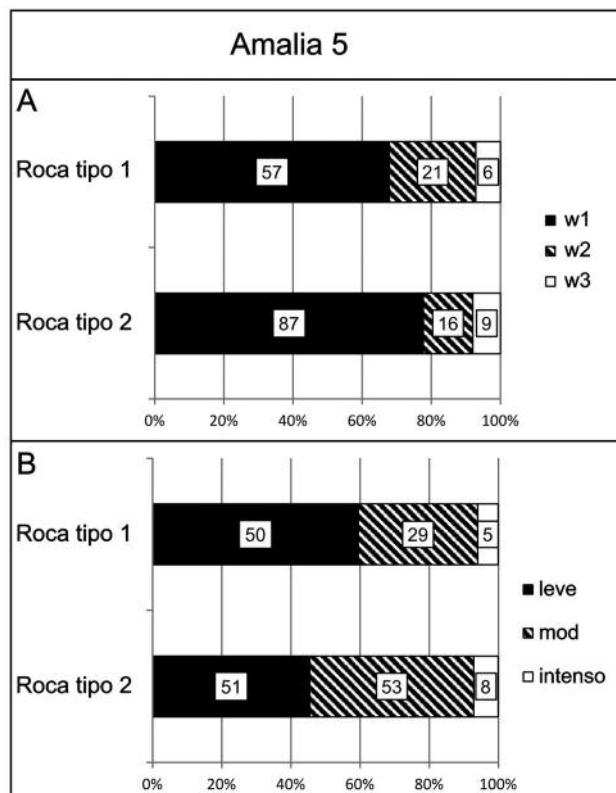 Amalia 5
A
Roca tipo 1
57
21
6
w1
w2
w3
Roca tipo 2
87
16
9
0% 20% 40% 60% 80% 100%
B
Roca tipo 1
50
29
5
leve
mod
intenso
Roca tipo 2
51
53
8
0% 20% 40% 60% 80% 100%